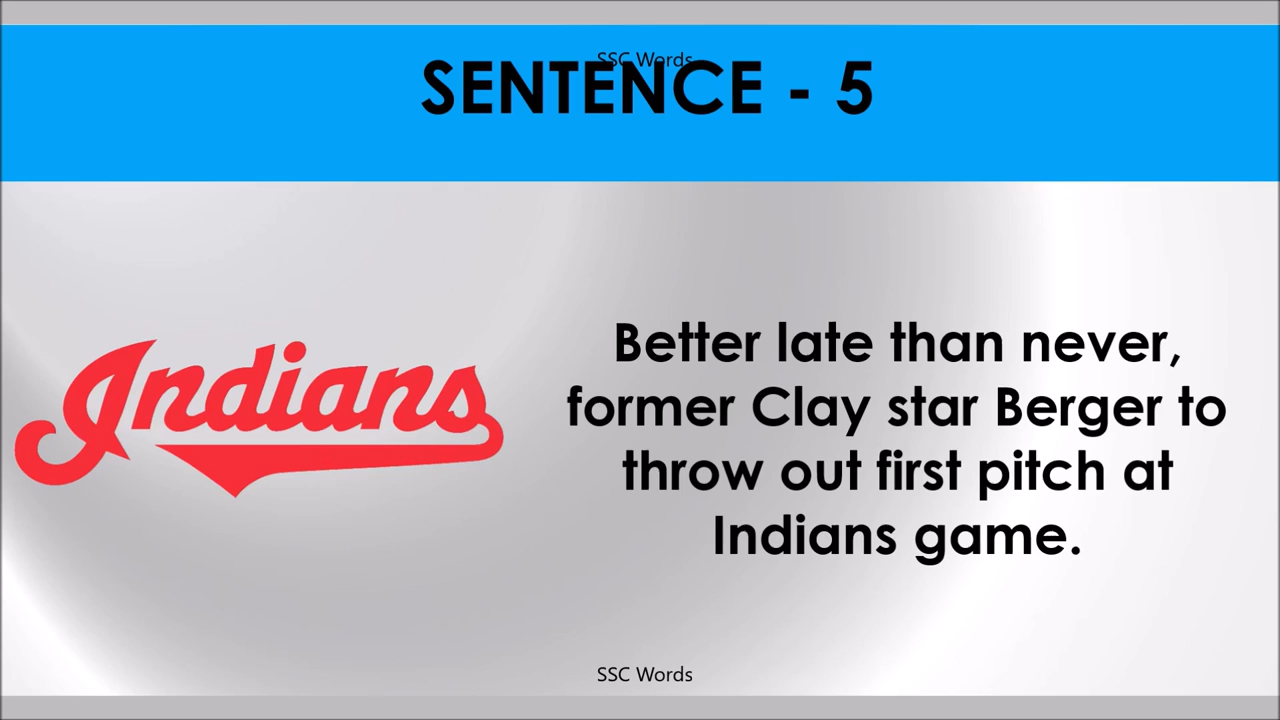 SSC Words
SENTENCE - 5
Indians
Better late than never,
former Clay star Berger to
throw out first pitch at
Indians game.
SSC Words